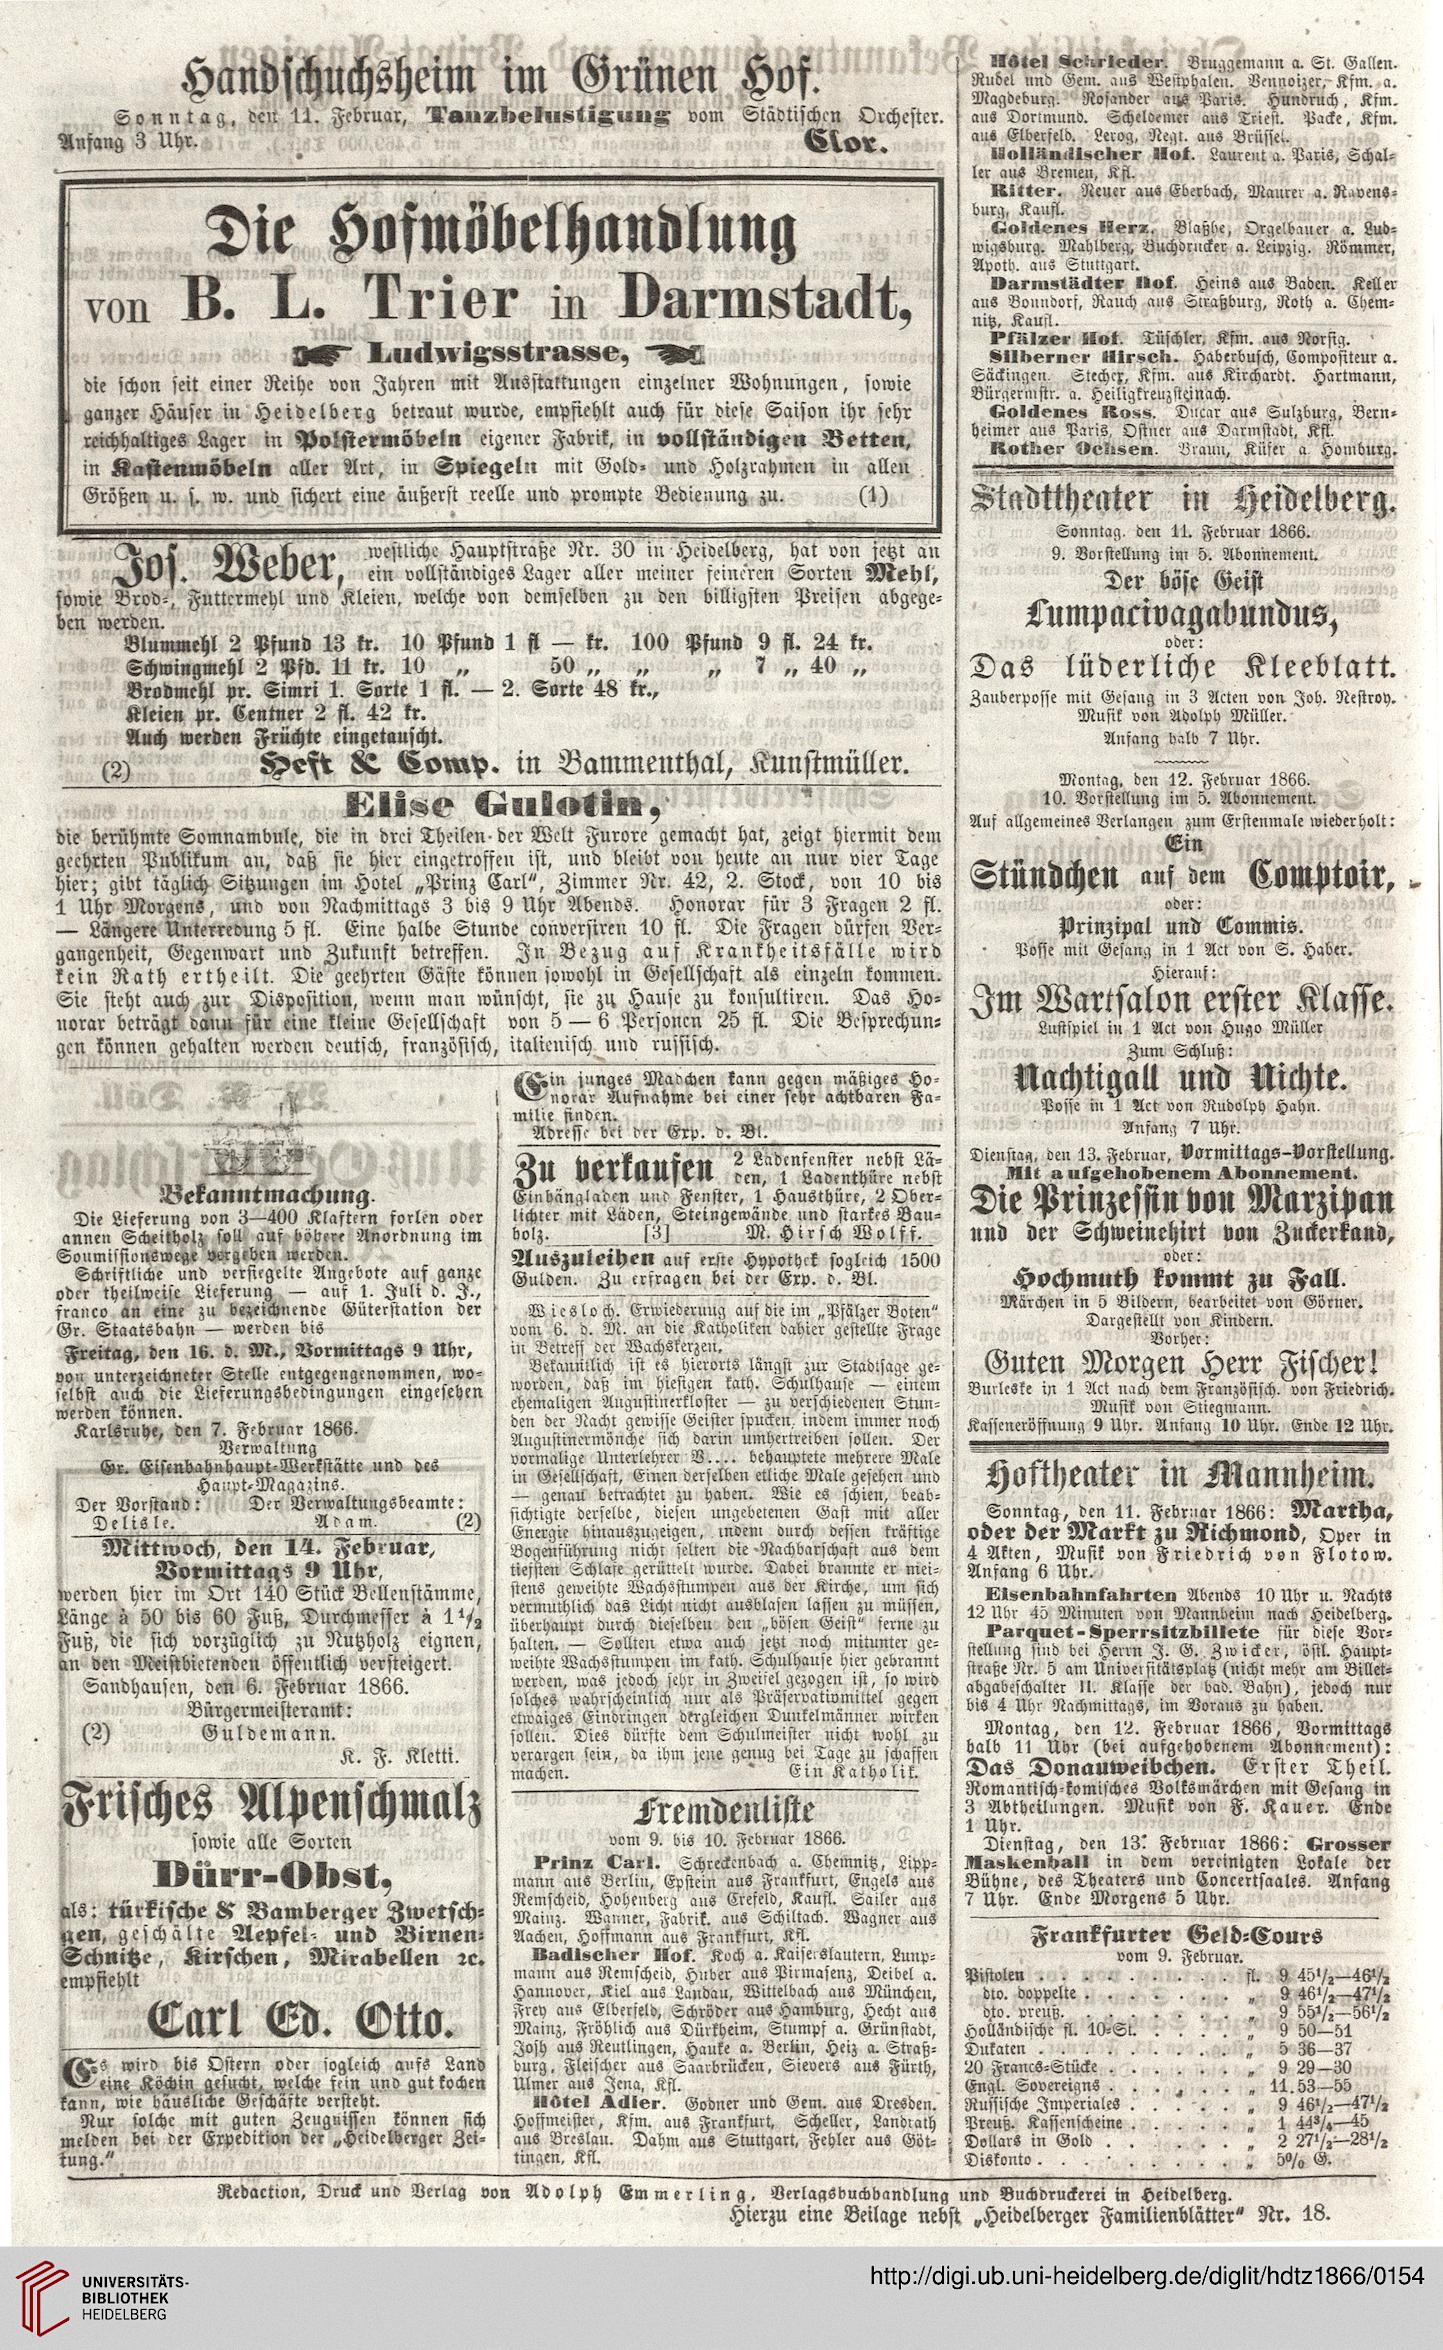 Handschuchsheim im Grünen Hof.
Sonntag, den 11. Februar, Tanzbelustigung vom Städtischen Orchester.
Anfang 3 Uhr. Clor.
Die Hofmöbelhandlung
von B. L. Trier in Darmstadt,
Ludwigsstrasse,
die schon seit einer Reihe von Jahren mit Ausstattungen einzelner Wohnungen, sowie
ganzer Häuser in Heidelberg betraut wurde, empfiehlt auch für diese Saison ihr sehr
reichhaltiges Lager in Polstermöbeln eigener Fabrik, in vollständigen Betten,
in Kastenmöbeln aller Art, in Spiegeln mit Gold- und Holzrahmen in allen
Größen u. s. w. und sichert eine äußerst reelle und prompte Bedienung zu. (1)
Jos. Weber, westliche Hauptstraße Nr. 30 in Heidelberg, hat von jetzt an
ein vollständiges Lager aller meiner feineren Sorten Mehl,
sowie Brod-, Futtermehl und Kleien, welche von demselben zu den billigsten Preisen abgege-
ben werden.
Blummehl 2 Pfund 13 kr. 10 Pfund 1 fl — kr. 100 Pfund 9 fl. 24 kr.
Schwingmehl 2 Pfd. 11 kr. 10 „ 50 „ „ „ 7 „ 40 „
Brodmehl pr. Simri 1. Sorte 1 fl. — 2. Sorte 48 kr.,
Kleien pr. Centner 2 fl. 42 kr.
Auch werden Früchte eingetauscht.
(2) Heft & Comp. in Bammenthal, Kunstmüller.
Elise Gulotin,
die berühmte Somnambule, die in drei Theilen der Welt Furore gemacht hat, zeigt hiermit dem
geehrten Publikum an, daß sie hier eingetroffen ist, und bleibt von heute an nur vier Tage
hier; gibt täglich Sitzungen im Hotel „Prinz Carl“, Zimmer Nr. 42, 2. Stock, von 10 bis
1 Uhr Morgens, und von Nachmittags 3 bis 9 Uhr Abends. Honorar für 3 Fragen 2 fl.
— Längere Unterredung 5 fl. Eine halbe Stunde conversiren 10 fl. Die Fragen dürfen Ver-
gangenheit, Gegenwart und Zukunft betreffen. In Bezug auf Krankheitsfälle wird
kein Rath ertheilt. Die geehrten Gäste können sowohl in Gesellschaft als einzeln kommen.
Sie steht auch zur Disposition, wenn man wünscht, sie zu Hause zu konsultiren. Das Ho-
norar beträgt dann für eine kleine Gesellschaft von 5 — 6 Personen 25 fl. Die Besprechun-
gen können gehalten werden deutsch, französisch, italienisch und russisch.
Bekanntmachung.
Die Lieferung von 3—400 Klaftern forlen oder
annen Scheitholz soll auf höhere Anordnung im
Soumissionswege vergeben werden.
Schriftliche und versiegelte Angebote auf ganze
oder theilweise Lieferung — auf 1. Juli d. J.,
franco an eine zu bezeichnende Güterstation der
Gr. Staatsbahn — werden bis
Freitag, den 16. d. M., Vormittags 9 Uhr,
von unterzeichneter Stelle entgegengenommen, wo-
selbst auch die Lieferungsbedingungen eingesehen
werden können.
Karlsruhe, den 7. Februar 1866.
Verwaltung
Gr. Eisenbahnhaupt-Werkstätte und des
Haupt-Magazins.
Der Vorstand: Der Verwaltungsbeamte:
Delisle. Adam. (2)
Mittwoch, den 14. Februar,
Vormittags 9 Uhr,
werden hier im Ort 140 Stück Bellenstämme,
Länge à 50 bis 60 Fuß, Durchmesser à 1 1/2
Fuß, die sich vorzüglich zu Nutzholz eignen,
an den Meistbietenden öffentlich versteigert.
Sandhausen, den 6. Februar 1866.
Bürgermeisteramt:
(2) Guldemann.
K. F. Kletti.
Frisches Alpenschmalz
sowie alle Sorten
Dürr-Obst,
als: türkische & Bamberger Zwetsch-
gen, geschälte Aepfel- und Birnen-
Schnitze, Kirschen, Mirabellen ꝛc.
empfiehlt
Carl Ed. Otto.
Es wird bis Ostern oder sogleich aufs Land
eine Köchin gesucht, welche fein und gut kochen
kann, wie häusliche Geschäfte versteht.
Nur solche mit guten Zeugnissen können sich
melden bei der Expedition der „Heidelberger Zei-
tung.“
Ein junges Mädchen kann gegen mäßiges Ho-
norar Aufnahme bei einer sehr achtbaren Fa-
milie finden.
Adresse bei der Exp. d. Bl.
Zu verkaufen 2 Ladenfenster nebst Lä-
den, 1 Ladenthüre nebst
Einhängladen und Fenster, 1 Hausthüre, 2 Ober-
lichter mit Läden, Steingewände und starkes Bau-
holz. [3] M. Hirsch Wolff.
Auszuleihen auf erste Hypothek sogleich 1500
Gulden. Zu erfragen bei der Exp. d. Bl.
Wiesloch. Erwiederung auf die im „Pfälzer Boten“
vom 6. d. M. an die Katholiken dahier gestellte Frage
in Betreff der Wachskerzen.
Bekanntlich ist es hierorts längst zur Stadtsage ge-
worden, daß im hiesigen kath. Schulhause — einem
ehemaligen Augustinerkloster — zu verschiedenen Stun-
den der Nacht gewisse Geister spucken, indem immer noch
Augustinermönche sich darin umhertreiben sollen. Der
vormalige Unterlehrer B.... behauptete mehrere Male
in Gesellschaft, Einen derselben etliche Male gesehen und
— genau betrachtet zu haben. Wie es schien, beab-
sichtigte derselbe, diesen ungebetenen Gast mit aller
Energie hinauszugeigen, indem durch dessen kräftige
Bogenführung nicht selten die Nachbarschaft aus dem
tiefsten Schlafe gerüttelt wurde. Dabei brannte er mei-
stens geweihte Wachsstumpen aus der Kirche, um sich
vermuthlich das Licht nicht ausblasen lassen zu müssen,
überhaupt durch dieselben den „bösen Geist“ ferne zu
halten. — Sollten etwa auch jetzt noch mitunter ge-
weihte Wachsstumpen im kath. Schulhause hier gebrannt
werden, was jedoch sehr in Zweifel gezogen ist, so wird
solches wahrscheinlich nur als Präservativmittel gegen
etwaiges Eindringen dergleichen Dunkelmänner wirken
sollen. Dies dürfte dem Schulmeister nicht wohl zu
verargen sein, da ihm jene genug bei Tage zu schaffen
machen. Ein Katholik.
Fremdenliste
vom 9. bis 10. Februar 1866.
Prinz Carl. Schreckenbach a. Chemnitz, Lipp-
mann aus Berlin, Epstein aus Frankfurt, Engels aus
Remscheid, Hohenberg aus Crefeld, Kaufl. Sailer aus
Mainz. Wanner, Fabrik. aus Schiltach. Wagner aus
Aachen, Hoffmann aus Frankfurt, Kfl.
Badischer Hof. Koch a. Kaiserslautern, Lump-
mann aus Remscheid, Huber aus Pirmasenz, Deibel a.
Hannover, Kiel aus Landau, Wittelbach aus München,
Frey aus Elberfeld, Schröder aus Hamburg, Hecht aus
Mainz, Fröhlich aus Dürkheim, Stumpf a. Grünstadt,
Josh aus Reutlingen, Hauke a. Berlin, Heiz a. Straß-
burg, Fleischer aus Saarbrücken, Sievers aus Fürth,
Ulmer aus Jena, Kfl.
Hôtel Adler. Godner und Gem. aus Dresden.
Hoffmeister, Kfm. aus Frankfurt, Scheller, Landrath
aus Breslau. Dahm aus Stuttgart, Fehler aus Göt-
tingen, Kfl.
Hôtel Schrieder. Bruggemann a. St. Gallen.
Rudel und Gem. aus Westphalen. Vennoizer, Kfm. a.
Magdeburg. Rosander aus Paris. Hundruch, Kfm.
aus Dortmund. Scheldemer aus Triest. Packe, Kfm.
aus Elberfeld. Lerog, Negt. aus Brüssel.
Holländischer Hof. Laurent a. Paris, Schal-
ler aus Bremen, Kfl.
Ritter. Neuer aus Eberbach, Maurer a. Ravens-
burg, Kaufl.
Goldenes Herz. Blaßhe, Orgelbauer a. Lud-
wigsburg. Mahlberg, Buchdrucker a. Leipzig. Römmer,
Apoth. aus Stuttgart.
Darmstädter Hof. Heins aus Baden. Keller
aus Bonndorf, Rauch aus Straßburg, Roth a. Chem-
nitz, Kaufl.
Pfälzer Hof. Tüschler, Kfm. aus Norfig.
Silberner Hirsch. Haberbusch, Compositeur a.
Säckingen. Stecher, Kfm. aus Kirchardt. Hartmann,
Bürgermstr. a. Heiligkreuzsteinach.
Goldenes Ross. Ducar aus Sulzburg, Bern-
heimer aus Paris, Ostner aus Darmstadt, Kfl.
Rother Ochsen. Braun, Küfer a. Homburg.
Stadttheater in Heidelberg.
Sonntag, den 11. Februar 1866.
9. Vorstellung im 5. Abonnement.
Der böse Geist
Lumpacivagabundus,
oder:
Das lüderliche Kleeblatt.
Zauberposse mit Gesang in 3 Acten von Joh. Nestroy.
Musik von Adolph Müller.
Anfang halb 7 Uhr.
Montag, den 12. Februar 1866.
10. Vorstellung im 5. Abonnement.
Auf allgemeines Verlangen zum Erstenmale wiederholt:
Ein
Stündchen auf dem Comptoir,
oder:
Prinzipal und Commis.
Posse mit Gesang in 1 Act von S. Haber.
Hierauf:
Im Wartsalon erster Klasse.
Lustspiel in 1 Act von Hugo Müller
Zum Schluß:
Nachtigall und Nichte.
Posse in 1 Act von Rudolph Hahn.
Anfang 7 Uhr.
Dienstag, den 13. Februar, Vormittags-Vorstellung.
Mit aufgehobenem Abonnement.
Die Prinzessin von Marzipan
und der Schweinehirt von Zuckerkand,
oder:
Hochmuth kommt zu Fall.
Märchen in 5 Bildern, bearbeitet von Görner.
Dargestellt von Kindern.
Vorher:
Guten Morgen Herr Fischer!
Burleske in 1 Act nach dem Französisch. von Friedrich.
Musik von Stiegmann.
Kasseneröffnung 9 Uhr. Anfang 10 Uhr. Ende 12 Uhr.
Hoftheater in Mannheim.
Sonntag, den 11. Februar 1866: Martha,
oder der Markt zu Richmond, Oper in
4 Akten, Musik von Friedrich von Flotow.
Anfang 6 Uhr.
Eisenbahnfahrten Abends 10 Uhr u. Nachts
12 Uhr 45 Minuten von Mannheim nach Heidelberg.
Parquet-Sperrsitzbillete für diese Vor-
stellung sind bei Herrn J. G. Zwicker, östl. Haupt-
straße Nr. 5 am Universitätsplatz (nicht mehr am Billet-
abgabeschalter II. Klasse der bad. Bahn), jedoch nur
bis 4 Uhr Nachmittags, im Voraus zu haben.
Montag, den 12. Februar 1866, Vormittags
halb 11 Uhr (bei aufgehobenem Abonnement):
Das Donauweibchen. Erster Theil.
Romantisch-komisches Volksmärchen mit Gesang in
3 Abtheilungen. Musik von F. Kauer. Ende
1 Uhr.
Dienstag, den 13. Februar 1866: Grosser
Maskenball in dem vereinigten Lokale der
Bühne, des Theaters und Concertsaales. Anfang
7 Uhr. Ende Morgens 5 Uhr.
Frankfurter Geld-Cours
vom 9. Februar.
Pistolen . . . fl. 9 45 1/2—46 1/2
dto. doppelte . . . „ 9 46 1/2—47 1/2
dto. preuß. . . . „ 9 55 1/2—56 1/2
Holländische fl. 10-St. . . . „ 9 50—51
Dukaten . . . „ 5 36—37
20 Francs-Stücke . . . „ 9 29—30
Engl. Sovereigns . . . „ 11.53—55
Russische Imperiales . . . „ 9 46 1/2—47 1/2
Preuß. Kassenscheine . . . „ 1 44 3/4—45
Dollars in Gold . . . „ 2 27 1/2—28 1/2
Diskonto . . . „ 5% G.
Redaction, Druck und Verlag von Adolph Emmerling, Verlagsbuchhandlung und Buchdruckerei in Heidelberg.
Hierzu eine Beilage nebst „Heidelberger Familienblätter“ Nr. 18.
UNIVERSITÄTS-
BIBLIOTHEK
HEIDELBERG
http://digi.ub.uni-heidelberg.de/diglit/hdtz1866/0154